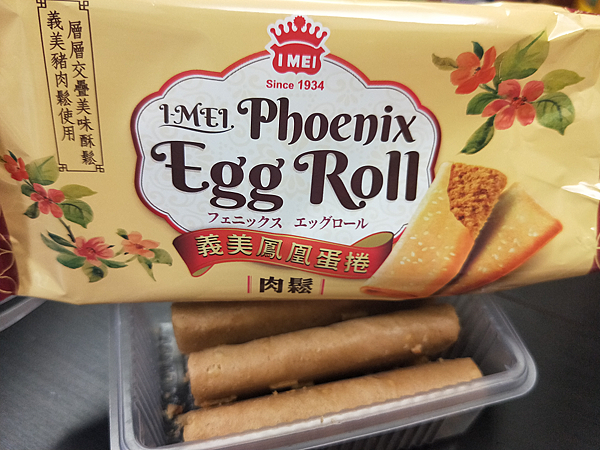 層層交疊美味酥鬆
義美豬肉鬆使用
I MEI
Since 1934
I-MEI Phoenix
Egg Roll
フェニックス エッグロール
義美鳳凰蛋捲
肉鬆